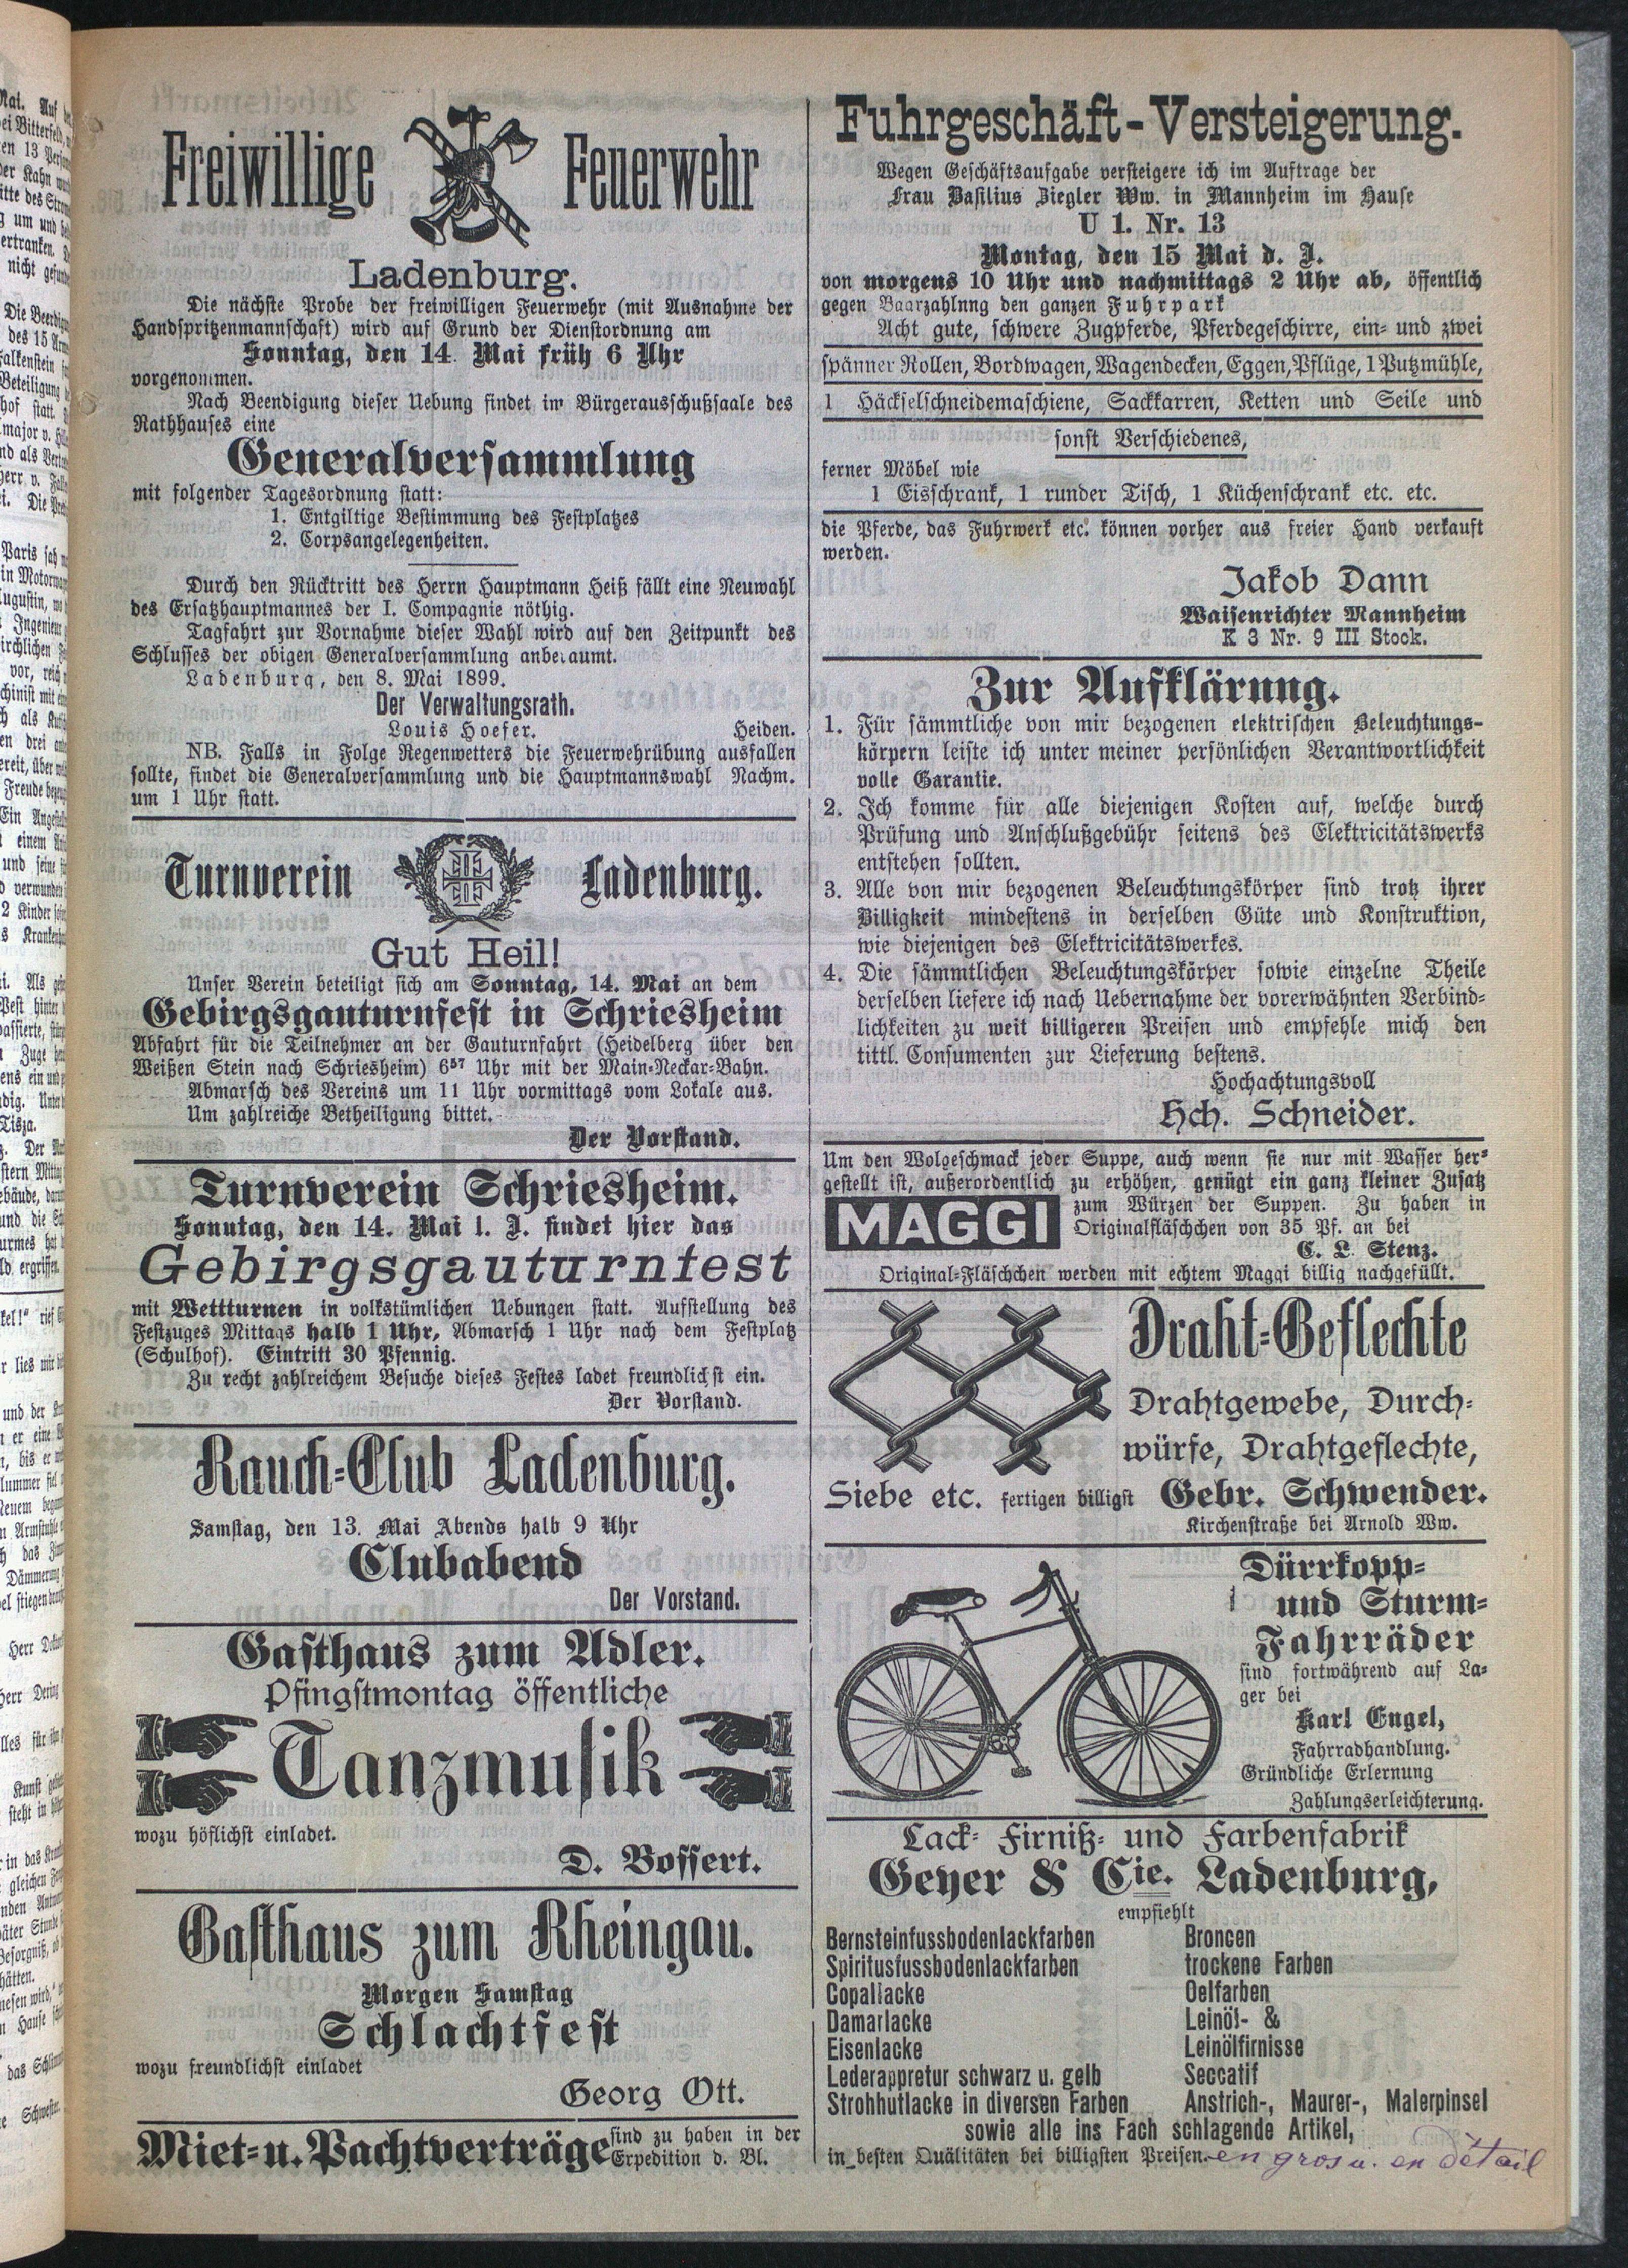 Freiwillige Feuerwehr
Ladenburg.
Die nächste Probe der freiwilligen Feuerwehr (mit Ausnahme der
Handspritzenmannschaft) wird auf Grund der Dienstordnung am
Sonntag, den 14. Mai früh 6 Uhr
vorgenommen.
Nach Beendigung dieser Uebung findet im Bürgerausschußsaale des
Rathhauses eine
Generalversammlung
mit folgender Tagesordnung statt:
1. Entgiltige Bestimmung des Festplatzes
2. Corpsangelegenheiten.
Durch den Rücktritt des Herrn Hauptmann Heiß fällt eine Neuwahl
des Ersatzhauptmannes der I. Compagnie nöthig.
Tagfahrt zur Vornahme dieser Wahl wird auf den Zeitpunkt des
Schlusses der obigen Generalversammlung anberaumt.
Ladenburg, den 8. Mai 1899.
Der Verwaltungsrath.
Louis Hoefer. Heiden.
NB. Falls in Folge Regenwetters die Feuerwehrübung ausfallen
sollte, findet die Generalversammlung und die Hauptmannswahl Nachm.
um 1 Uhr statt.
Turnverein Ladenburg.
Gut Heil!
Unser Verein beteiligt sich am Sonntag, 14. Mai an dem
Gebirgsgauturnfest in Schriesheim
Abfahrt für die Teilnehmer an der Gauturnfahrt (Heidelberg über den
Weißen Stein nach Schriesheim) 6⁵⁷ Uhr mit der Main-Neckar-Bahn.
Abmarsch des Vereins um 11 Uhr vormittags vom Lokale aus.
Um zahlreiche Betheiligung bittet.
Der Vorstand.
Turnverein Schriesheim.
Sonntag, den 14. Mai l. J. findet hier das
Gebirgsgauturnfest
mit Wettturnen in volkstümlichen Uebungen statt. Aufstellung des
Festzuges Mittags halb 1 Uhr, Abmarsch 1 Uhr nach dem Festplatz
(Schulhof). Eintritt 30 Pfennig.
Zu recht zahlreichem Besuche dieses Festes ladet freundlichst ein.
Der Vorstand.
Rauch-Club Ladenburg.
Samstag, den 13. Mai Abends halb 9 Uhr
Clubabend
Der Vorstand.
Gasthaus zum Adler.
Pfingstmontag öffentliche
Tanzmusik
wozu höflichst einladet.
D. Bossert.
Gasthaus zum Rheingau.
Morgen Samstag
Schlachtfest
wozu freundlichst einladet
Georg Ott.
Miet- u. Pachtverträge sind zu haben in der
Expedition d. Bl.
Fuhrgeschäft-Versteigerung.
Wegen Geschäftsaufgabe versteigere ich im Auftrage der
Frau Basilius Ziegler Ww. in Mannheim im Hause
U 1. Nr. 13
Montag, den 15 Mai d. J.
von morgens 10 Uhr und nachmittags 2 Uhr ab, öffentlich
gegen Baarzahlnng den ganzen Fuhrpark
Acht gute, schwere Zugpferde, Pferdegeschirre, ein- und zwei
spänner Rollen, Bordwagen, Wagendecken, Eggen, Pflüge, 1 Putzmühle,
1 Häckselschneidemaschiene, Sackkarren, Ketten und Seile und
sonst Verschiedenes,
ferner Möbel wie
1 Eisschrank, 1 runder Tisch, 1 Küchenschrank etc. etc.
die Pferde, das Fuhrwerk etc. können vorher aus freier Hand verkauft
werden.
Jakob Dann
Waisenrichter Mannheim
K 3 Nr. 9 III Stock.
Zur Aufklärung.
1. Für sämmtliche von mir bezogenen elektrischen Beleuchtungs-
körpern leiste ich unter meiner persönlichen Verantwortlichkeit
volle Garantie.
2. Ich komme für alle diejenigen Kosten auf, welche durch
Prüfung und Anschlußgebühr seitens des Elektricitätswerks
entstehen sollten.
3. Alle von mir bezogenen Beleuchtungskörper sind trotz ihrer
Billigkeit mindestens in derselben Güte und Konstruktion,
wie diejenigen des Elektricitätswerkes.
4. Die sämmtlichen Beleuchtungskörper sowie einzelne Theile
derselben liefere ich nach Uebernahme der vorerwähnten Verbind-
lichkeiten zu weit billigeren Preisen und empfehle mich den
tittl. Consumenten zur Lieferung bestens.
Hochachtungsvoll
Hch. Schneider.
Um den Wolgeschmack jeder Suppe, auch wenn sie nur mit Wasser her-
gestellt ist, außerordentlich zu erhöhen, genügt ein ganz kleiner Zusatz
MAGGI zum Würzen der Suppen. Zu haben in
Originalfläschchen von 35 Pf. an bei
C. L. Stenz.
Original-Fläschchen werden mit echtem Maggi billig nachgefüllt.
Draht-Geflechte
Drahtgewebe, Durch-
würfe, Drahtgeflechte,
Siebe etc. fertigen billigst Gebr. Schwender.
Kirchenstraße bei Arnold Ww.
Dürrkopp-
und Sturm-
Fahrräder
sind fortwährend auf La-
ger bei
Karl Engel,
Fahrradhandlung.
Gründliche Erlernung
Zahlungserleichterung.
Lack- Firniß- und Farbenfabrik
Geyer & Cie. Ladenburg,
empfiehlt
Bernsteinfussbodenlackfarben Broncen
Spiritusfussbodenlackfarben trockene Farben
Copallacke Oelfarben
Damarlacke Leinöl- &
Eisenlacke Leinölfirnisse
Lederappretur schwarz u. gelb Seccatif
Strohhutlacke in diversen Farben Anstrich-, Maurer-, Malerpinsel
sowie alle ins Fach schlagende Artikel,
in besten Quälitäten bei billigsten Preisen. en gros u. en détail